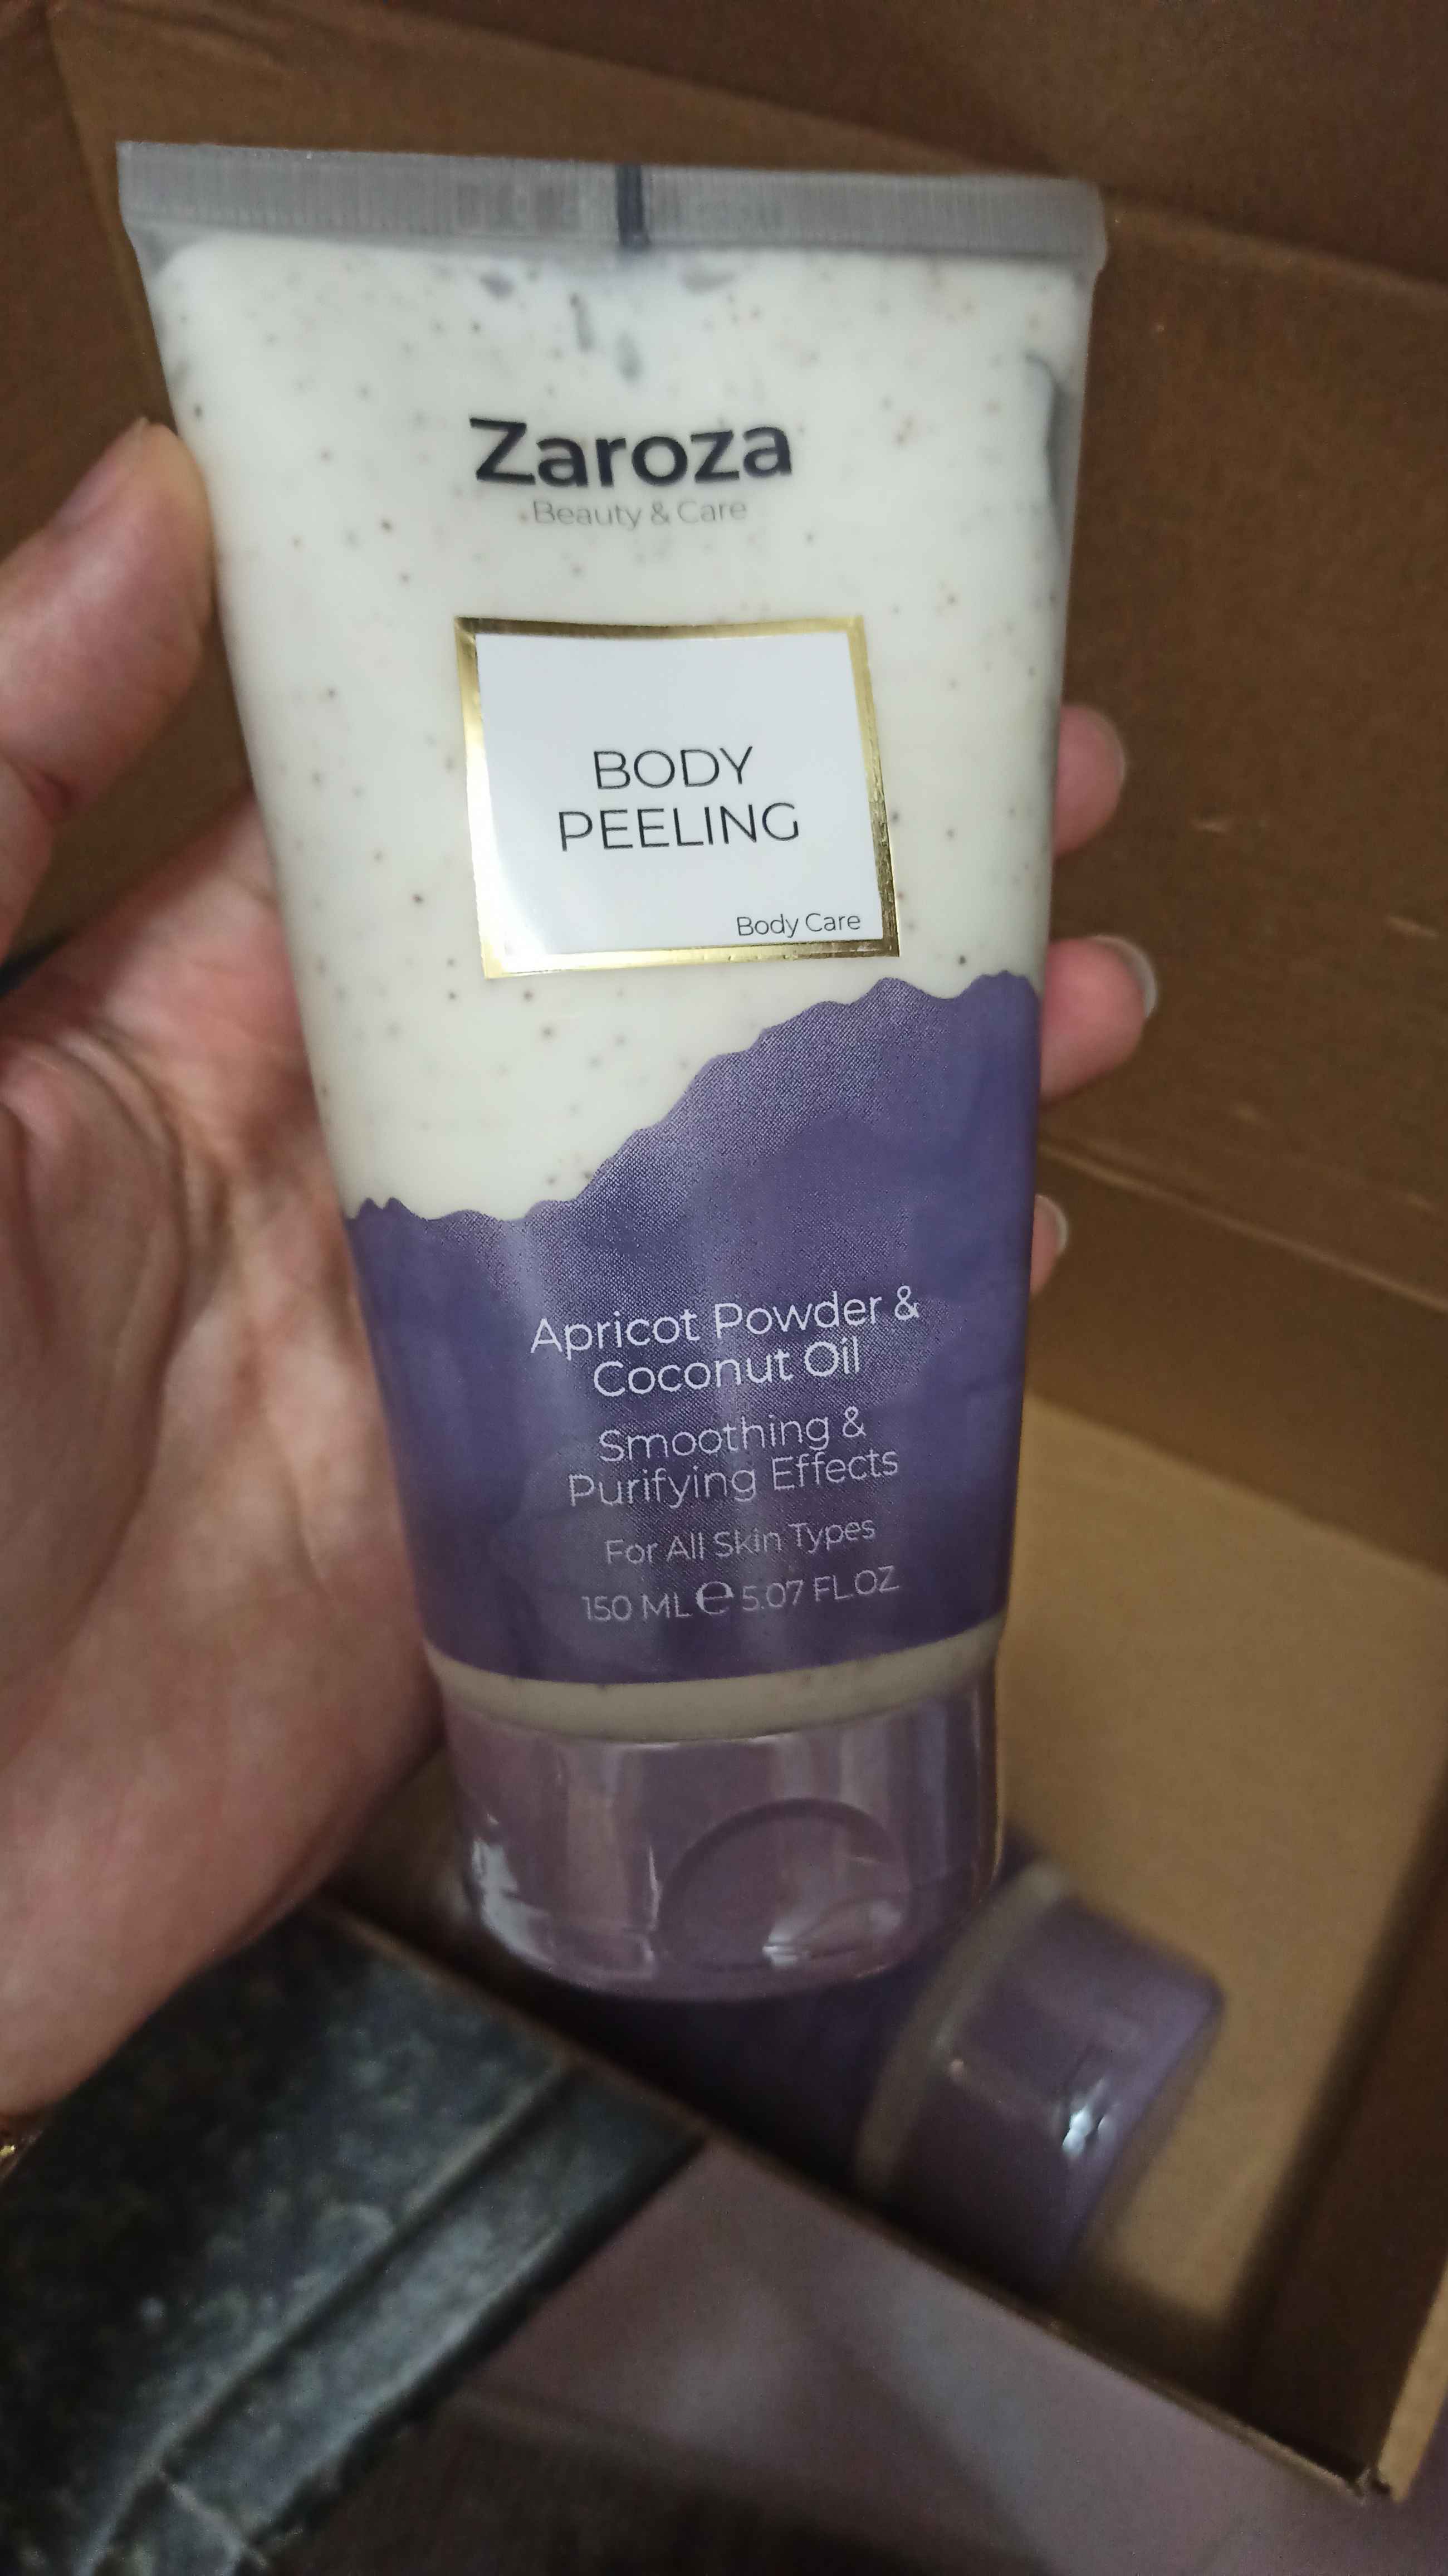 Zaroza
Beauty & Care
BODY
PEELING
Body Care
Apricot Powder &
Coconut Oil
Smoothing &
Purifying Effects
For All Skin Types
150 ML e 5.07 FL.OZ